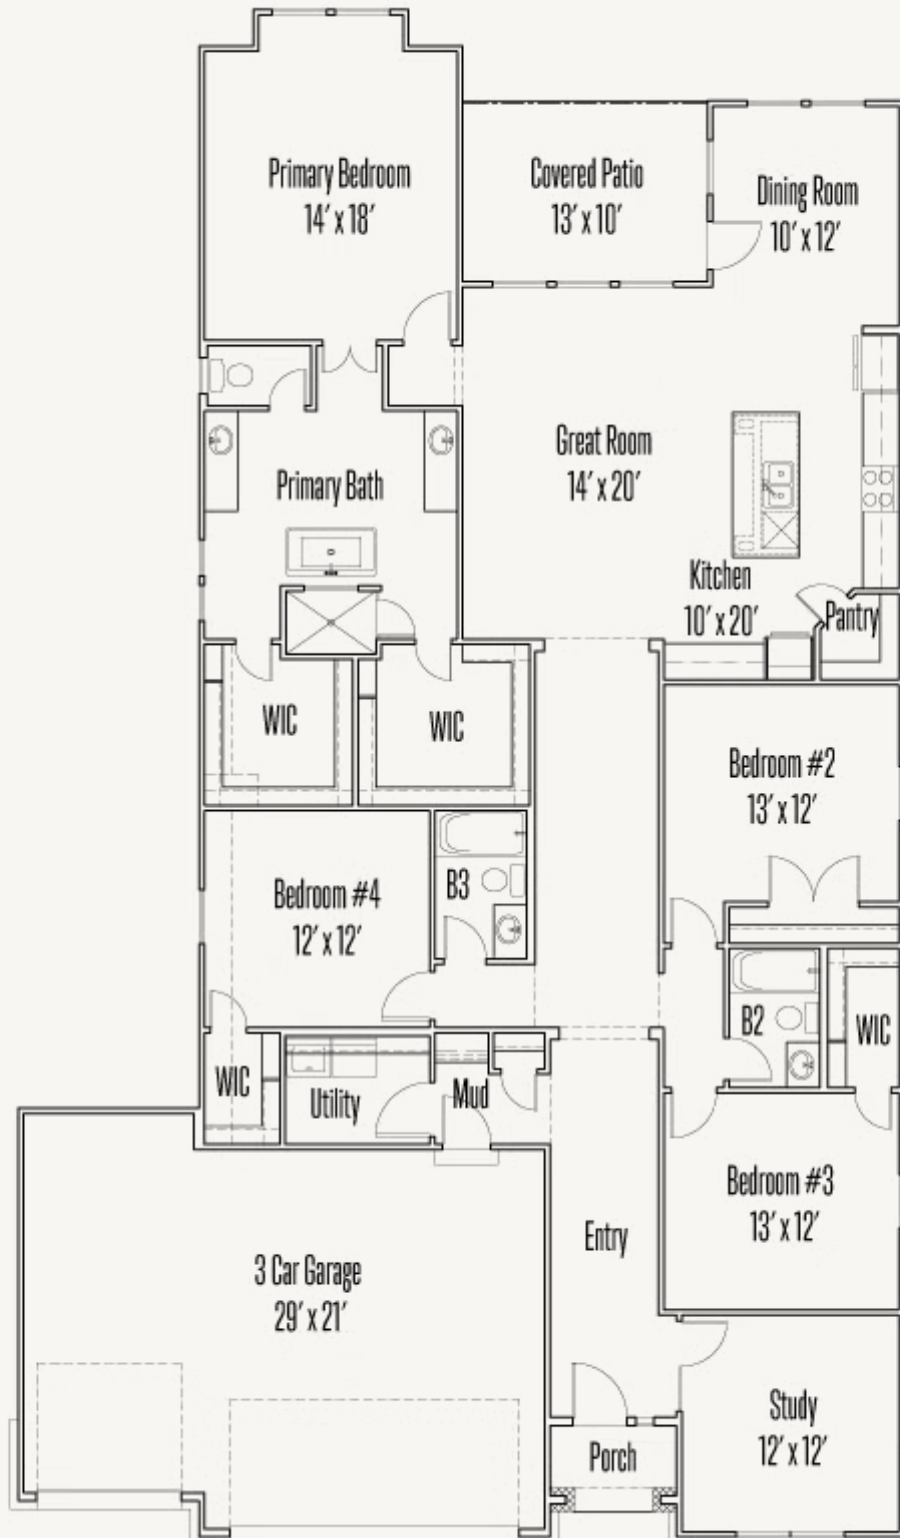 Primary Bedroom
14' x 18'
Covered Patio
13' x 10'
Dining Room
10' x 12'
Great Room
14' x 20'
Primary Bath
Kitchen
10' x 20'
Pantry
WIC
WIC
Bedroom #2
13' x 12'
Bedroom #4
12' x 12'
B3
B2
WIC
WIC
Utility
Mud
Bedroom #3
13' x 12'
Entry
3 Car Garage
29' x 21'
Study
12' x 12'
Porch